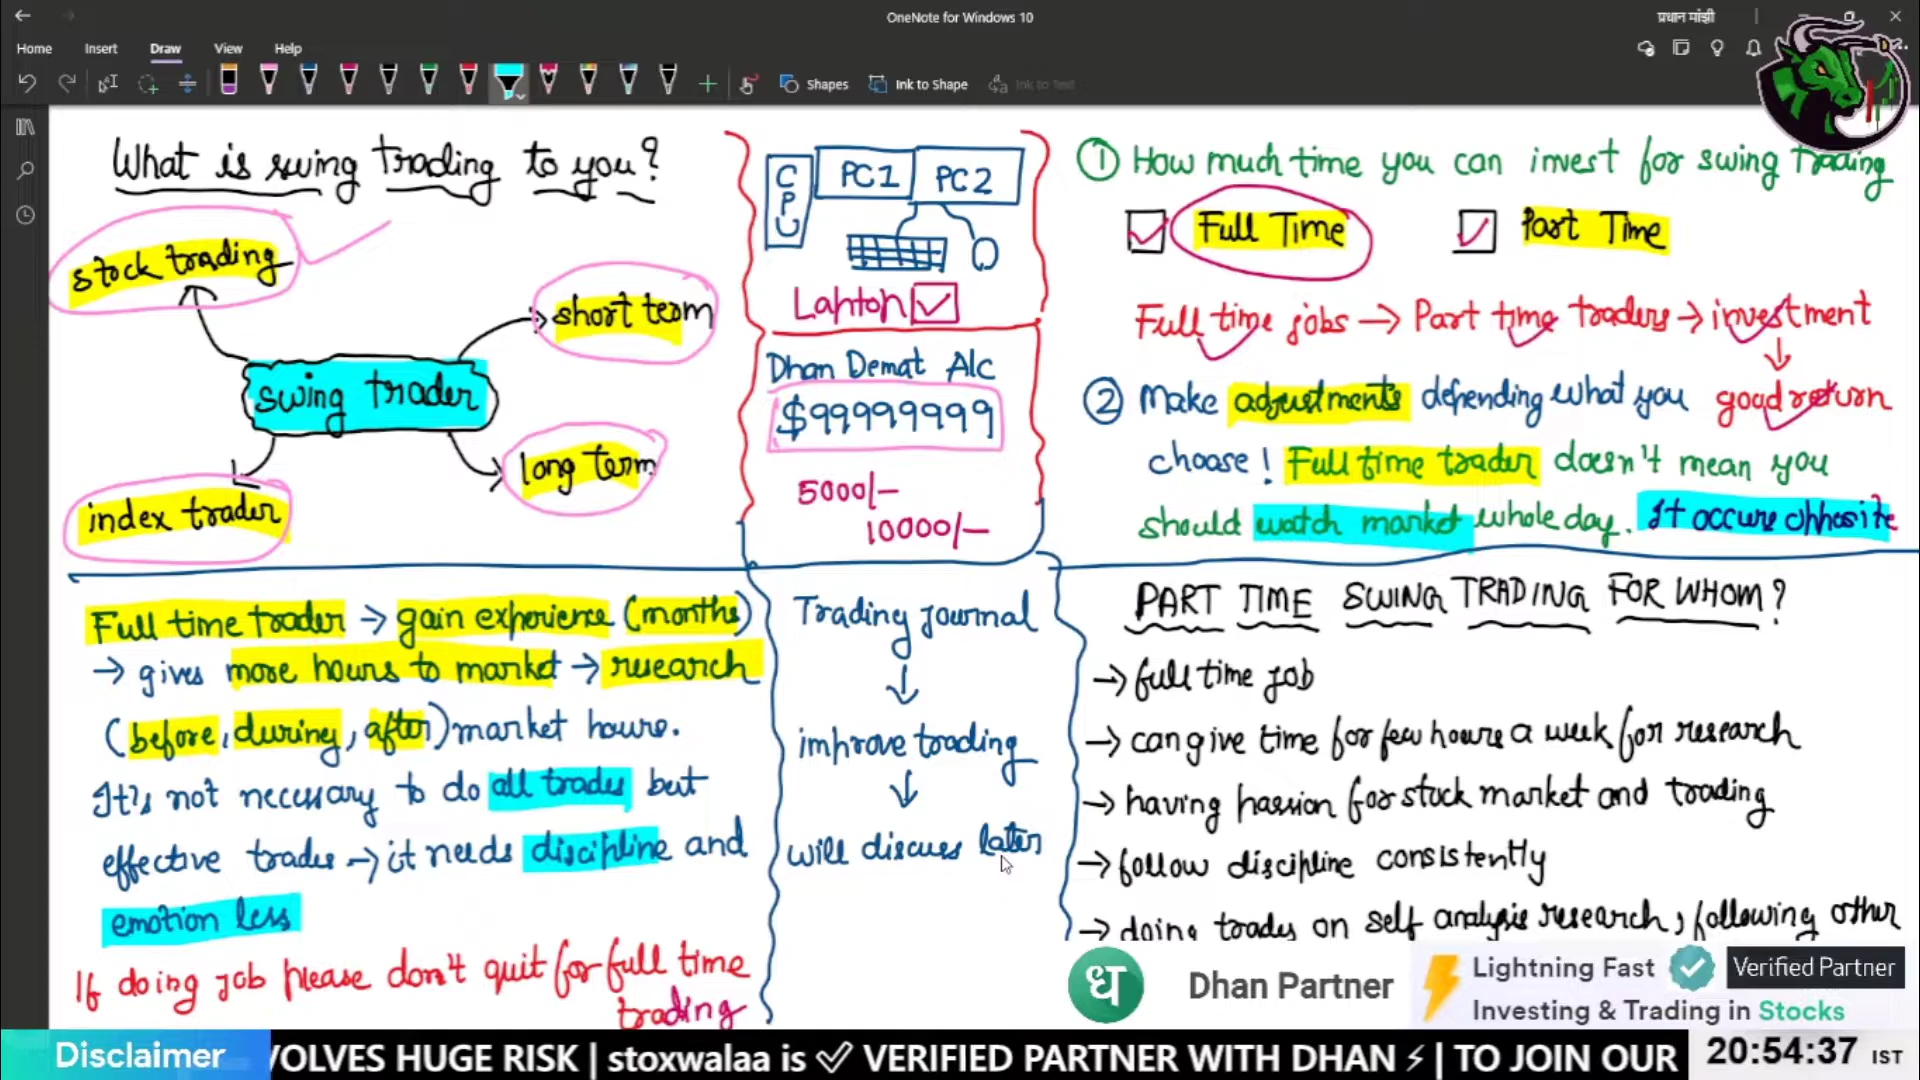 OneNote for Windows 10
प्रधान मांझी
Home Insert Draw View Help
Shapes Ink to Shape Ink to Text
What is swing trading to you?
stock trading
short term
swing trader
long term
index trader
CPU PC1 PC2
Laptop
Dhan Demat A/c
$99999999
5000/-
10000/-
① How much time you can invest for swing trading
Full Time Part Time
Full time jobs → Part time traders → investment
↓
② Make adjustments depending what you good return
choose! Full time trader doesn't mean you
should watch market whole day. It occurs opposite
Full time trader → gain experience (months)
→ gives more hours to market → research
(before, during, after) market hours.
It's not necessary to do all trades but
effective trades → it needs discipline and
emotion less
If doing job please don't quit for full time
trading
Trading journal
↓
improve trading
↓
will discuss later
PART TIME SWING TRADING FOR WHOM?
→ full time job
→ can give time for few hours a week for research
→ having passion for stock market and trading
→ follow discipline consistently
→ doing trades on self analysis research, following other
ध Dhan Partner
Lightning Fast Verified Partner
Investing & Trading in Stocks
Disclaimer VOLVES HUGE RISK | stoxwalaa is ✓ VERIFIED PARTNER WITH DHAN ⚡ | TO JOIN OUR 20:54:37 IST